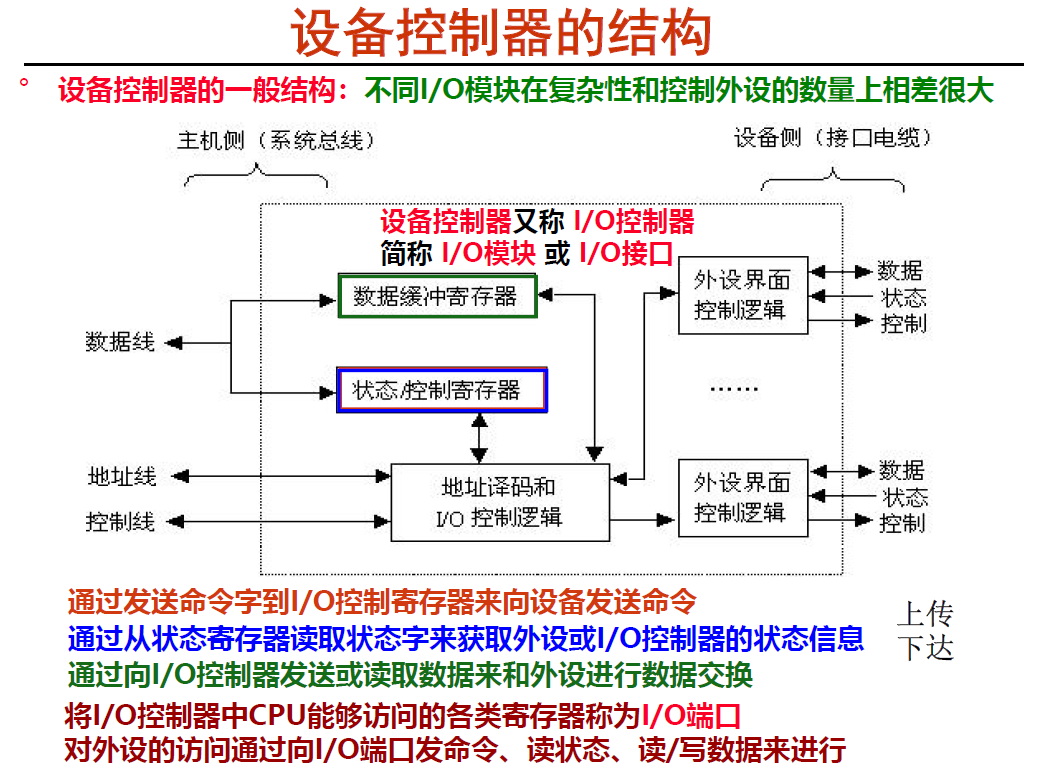 设备控制器的结构
° 设备控制器的一般结构：不同I/O模块在复杂性和控制外设的数量上相差很大
主机侧（系统总线）
设备侧（接口电缆）
设备控制器又称 I/O控制器
简称 I/O模块 或 I/O接口
数据缓冲寄存器
外设界面
控制逻辑
数据
状态
控制
数据线
状态/控制寄存器
……
地址线
控制线
地址译码和
I/O 控制逻辑
外设界面
控制逻辑
数据
状态
控制
通过发送命令字到I/O控制寄存器来向设备发送命令
通过从状态寄存器读取状态字来获取外设或I/O控制器的状态信息
通过向I/O控制器发送或读取数据来和外设进行数据交换
上传
下达
将I/O控制器中CPU能够访问的各类寄存器称为I/O端口
对外设的访问通过向I/O端口发命令、读状态、读/写数据来进行